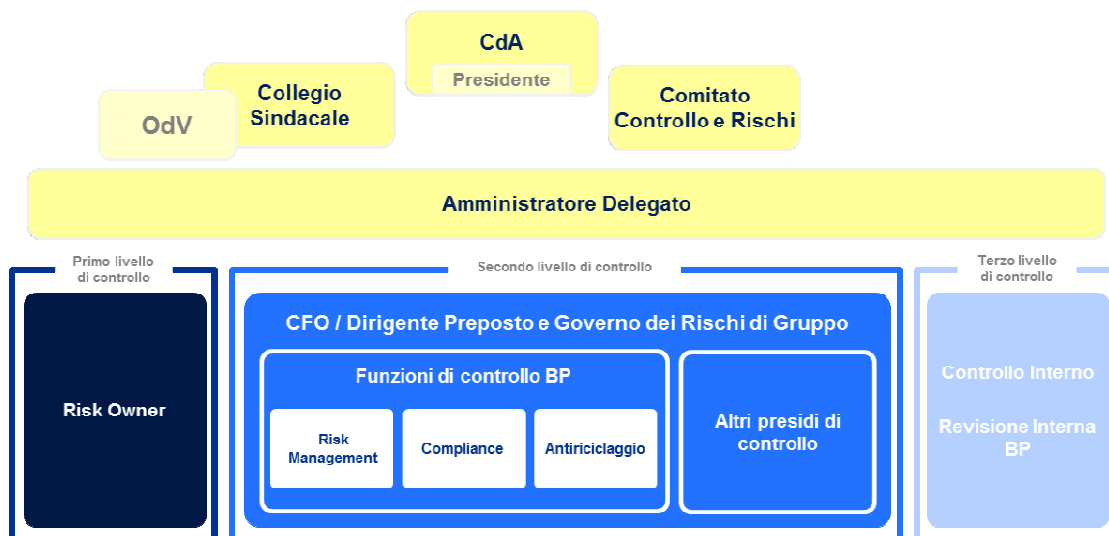 CdA
Presidente
Collegio
Sindacale
OdV
Comitato
Controllo e Rischi
Amministratore Delegato
Primo livello
di controllo
Secondo livello di controllo
Terzo livello
di controllo
CFO / Dirigente Preposto e Governo dei Rischi di Gruppo
Funzioni di controllo BP
Risk Owner
Risk
Management
Compliance
Antiriciclaggio
Altri presidi di
controllo
Controllo Interno
Revisione Interna
BP